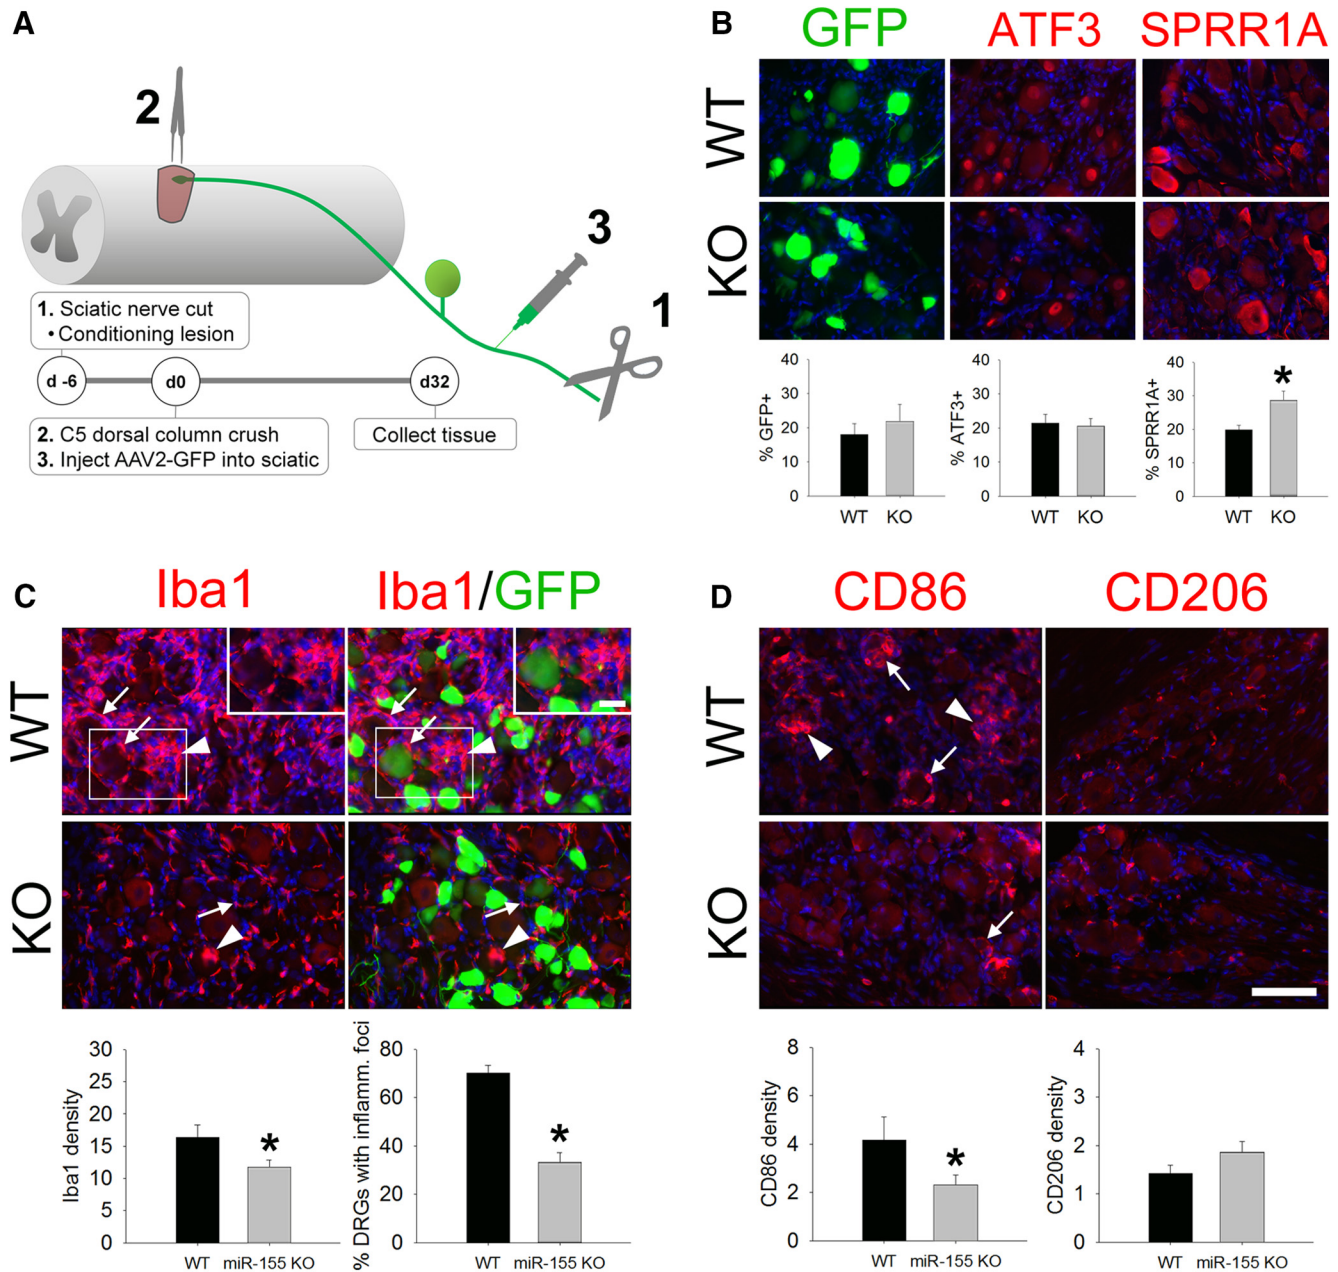 A
2
3
1
1. Sciatic nerve cut
• Conditioning lesion
d -6
d0
d32
2. C5 dorsal column crush
3. Inject AAV2-GFP into sciatic
Collect tissue
B
GFP ATF3 SPRR1A
WT
KO
% GFP+
40
30
20
10
0
WT KO
% ATF3+
40
30
20
10
0
WT KO
% SPRR1A+
40
30
20
10
0
*
WT KO
C
Iba1 Iba1/GFP
WT
KO
Iba1 density
30
25
20
15
10
5
0
*
WT miR-155 KO
% DRGs with inflamm. foci
80
60
40
20
0
*
WT miR-155 KO
D
CD86 CD206
WT
KO
CD86 density
8
6
4
2
0
*
WT miR-155 KO
CD206 density
4
3
2
1
0
WT miR-155 KO